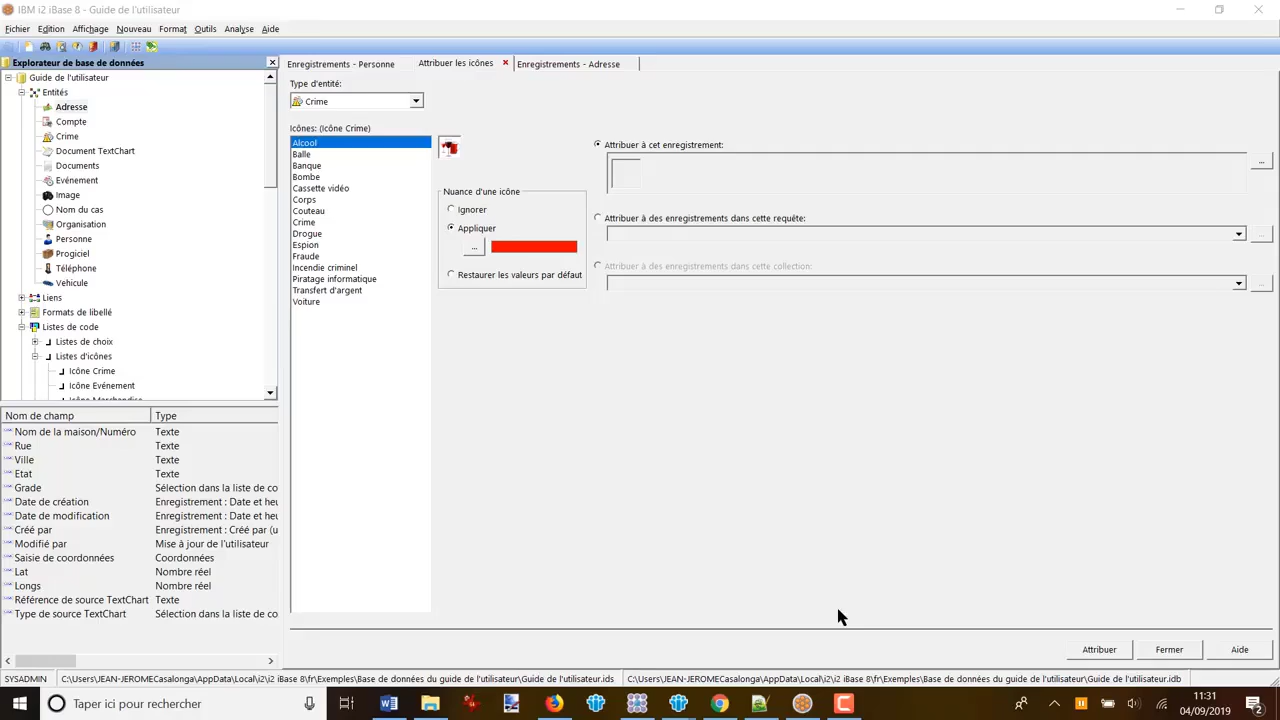 IBM i2 iBase 8 - Guide de l'utilisateur
Fichier Edition Affichage Nouveau Format Outils Analyse Aide
Explorateur de base de données
Guide de l'utilisateur
Entités
Adresse
Compte
Crime
Document TextChart
Documents
Evénement
Image
Nom du cas
Organisation
Personne
Progiciel
Téléphone
Vehicule
Liens
Formats de libellé
Listes de code
Listes de choix
Listes d'icônes
Icône Crime
Icône Evénement
Icône Marchandise
Nom de champ Type
Nom de la maison/Numéro Texte
Rue Texte
Ville Texte
Etat Texte
Grade Sélection dans la liste de co
Date de création Enregistrement : Date et heu
Date de modification Enregistrement : Date et heu
Créé par Enregistrement : Créé par (u
Modifié par Mise à jour de l'utilisateur
Saisie de coordonnées Coordonnées
Lat Nombre réel
Longs Nombre réel
Référence de source TextChart Texte
Type de source TextChart Sélection dans la liste de co
Enregistrements - Personne Attribuer les icônes Enregistrements - Adresse
Type d'entité:
Crime
Icônes: (Icône Crime)
Alcool
Balle
Banque
Bombe
Cassette vidéo
Corps
Couteau
Crime
Drogue
Espion
Fraude
Incendie criminel
Piratage informatique
Transfert d'argent
Voiture
Nuance d'une icône
Ignorer
Appliquer
...
Restaurer les valeurs par défaut
Attribuer à cet enregistrement:
...
Attribuer à des enregistrements dans cette requête:
...
Attribuer à des enregistrements dans cette collection:
...
Attribuer Fermer Aide
SYSADMIN C:\Users\JEAN-JEROMECasalonga\AppData\Local\i2\i2 iBase 8\fr\Exemples\Base de données du guide de l'utilisateur\Guide de l'utilisateur.ids C:\Users\JEAN-JEROMECasalonga\AppData\Local\i2\i2 iBase 8\fr\Exemples\Base de données du guide de l'utilisateur\Guide de l'utilisateur.idb
Taper ici pour rechercher
11:31
04/09/2019
2